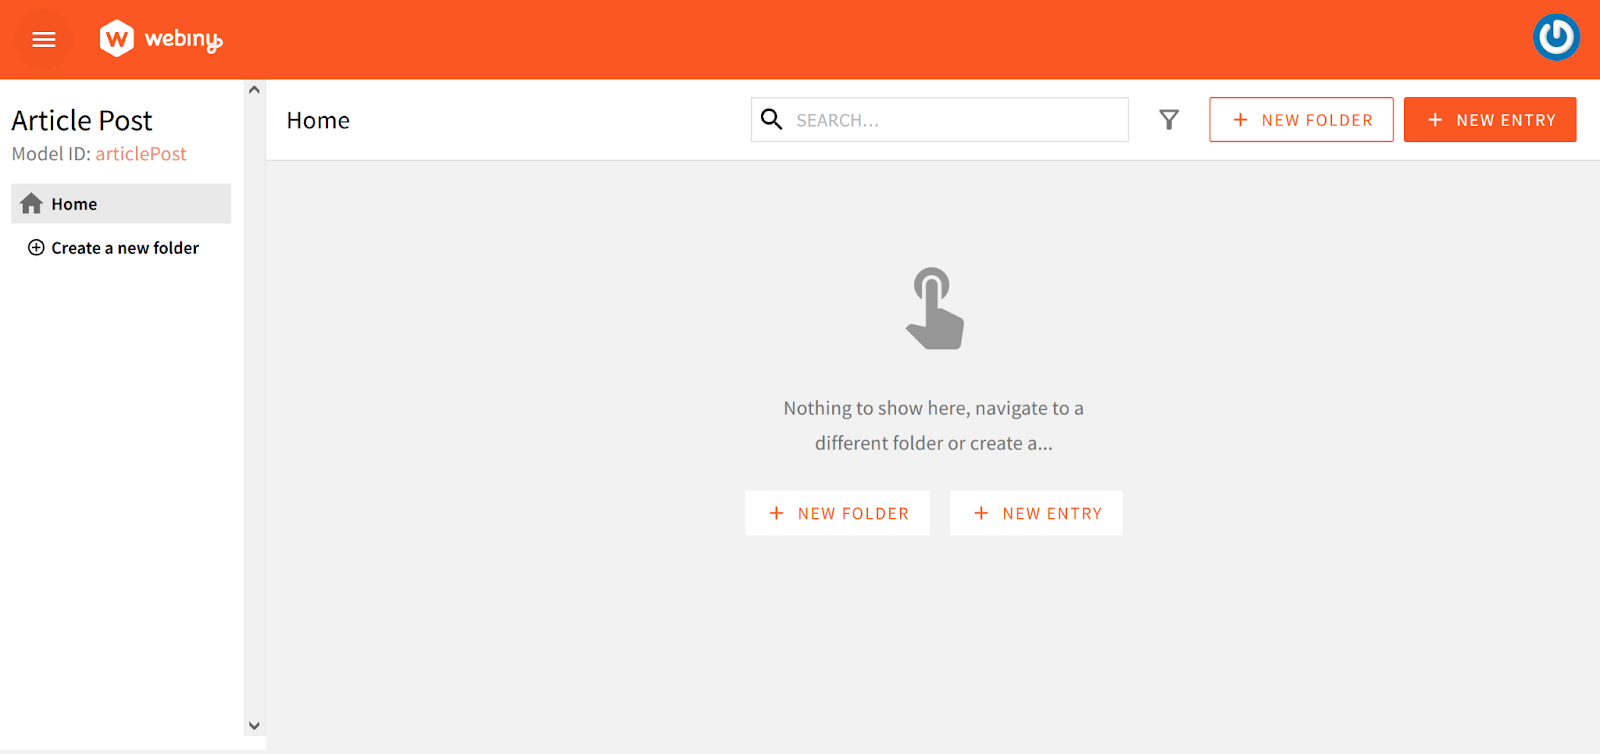 W webiny
Article Post
Model ID: articlePost
Home
Create a new folder
Home
SEARCH...
+ NEW FOLDER
+ NEW ENTRY
Nothing to show here, navigate to a
different folder or create a...
+ NEW FOLDER
+ NEW ENTRY